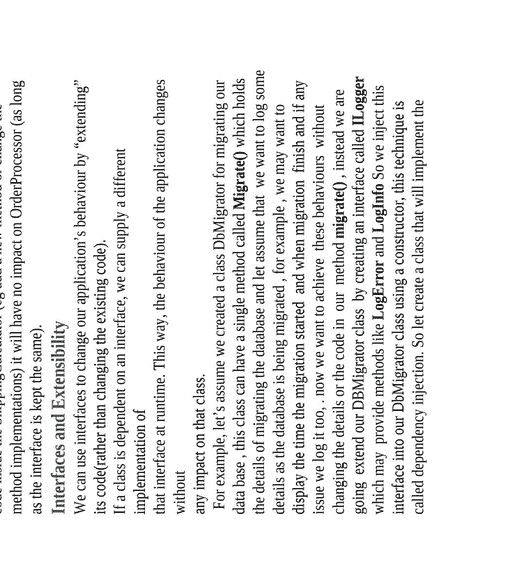 method implementations) it will have no impact on OrderProcessor (as long
as the interface is kept the same).
Interfaces and Extensibility
We can use interfaces to change our application's behaviour by “extending”
its code(rather than changing the existing code).
If a class is dependent on an interface, we can supply a different
implementation of
that interface at runtime. This way, the behaviour of the application changes
without
any impact on that class.
For example, let's assume we created a class DbMigrator for migrating our
data base , this class can have a single method called Migrate() which holds
the details of migrating the database and let assume that we want to log some
details as the database is being migrated , for example , we may want to
display the time the migration started and when migration finish and if any
issue we log it too, . now we want to achieve these behaviours without
changing the details or the code in our method migrate() , instead we are
going extend our DBMigrator class by creating an interface called ILogger
which may provide methods like LogError and LogInfo So we inject this
interface into our DbMigrator class using a constructor, this technique is
called dependency injection. So let create a class that will implement the